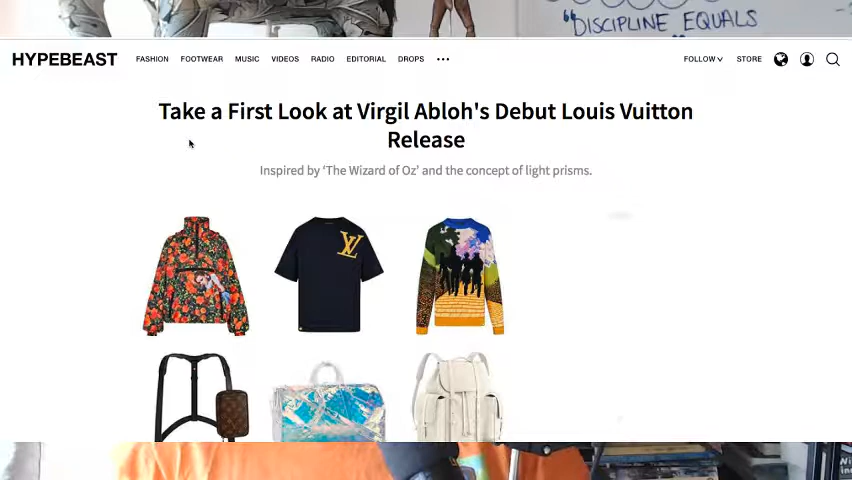 "DISCIPLINE EQUALS
HYPEBEAST FASHION FOOTWEAR MUSIC VIDEOS RADIO EDITORIAL DROPS ••• FOLLOW STORE
Take a First Look at Virgil Abloh's Debut Louis Vuitton
Release
Inspired by ‘The Wizard of Oz’ and the concept of light prisms.
LV